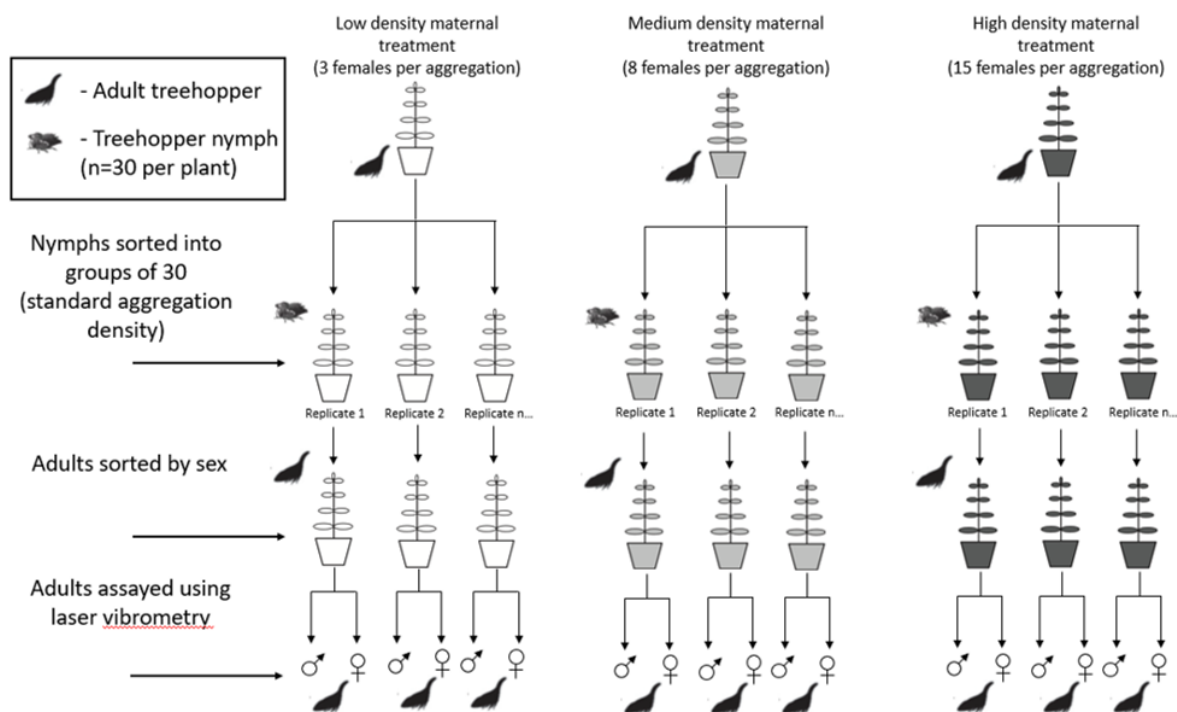 Low density maternal
treatment
(3 females per aggregation)
Medium density maternal
treatment
(8 females per aggregation)
High density maternal
treatment
(15 females per aggregation)
- Adult treehopper
- Treehopper nymph
(n=30 per plant)
Nymphs sorted into
groups of 30
(standard aggregation
density)
Replicate 1
Replicate 2
Replicate n...
Replicate 1
Replicate 2
Replicate n...
Replicate 1
Replicate 2
Replicate n...
Adults sorted by sex
Adults assayed using
laser vibrometry